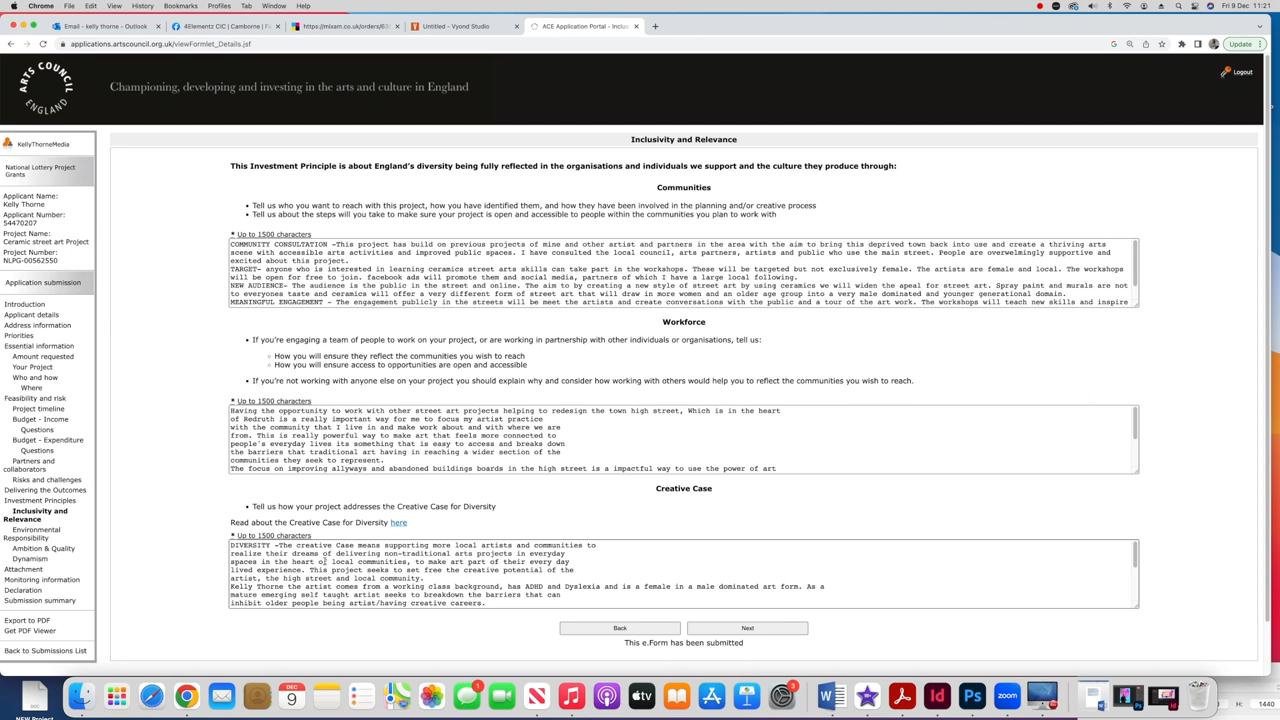 Chrome File Edit View History Bookmarks Profiles Tab Window Help Fri 9 Dec 11:21
Email - kelly thorne - Outlook 4Elementz CIC | Camborne | Fa https://mixam.co.uk/orders/63 Untitled - Vyond Studio ACE Application Portal - Inclus
applications.artscouncil.org.uk/viewFormlet_Details.jsf Update
ARTS COUNCIL ENGLAND
Championing, developing and investing in the arts and culture in England
Logout
KellyThorneMedia
National Lottery Project
Grants
Applicant Name:
Kelly Thorne
Applicant Number:
54470207
Project Name:
Ceramic street art Project
Project Number:
NLPG-00562550
Application submission
Introduction
Applicant details
Address information
Priorities
Essential information
Amount requested
Your Project
Who and how
Where
Feasibility and risk
Project timeline
Budget - Income
Questions
Budget - Expenditure
Questions
Partners and
collaborators
Risks and challenges
Delivering the Outcomes
Investment Principles
Inclusivity and
Relevance
Environmental
Responsibility
Ambition & Quality
Dynamism
Attachment
Monitoring information
Declaration
Submission summary
Export to PDF
Get PDF Viewer
Back to Submissions List
Inclusivity and Relevance
This Investment Principle is about England's diversity being fully reflected in the organisations and individuals we support and the culture they produce through:
Communities
• Tell us who you want to reach with this project, how you have identified them, and how they have been involved in the planning and/or creative process
• Tell us about the steps will you take to make sure your project is open and accessible to people within the communities you plan to work with
* Up to 1500 characters
COMMUNITY CONSULTATION -This project has build on previous projects of mine and other artist and partners in the area with the aim to bring this deprived town back into use and create a thriving arts
scene with accessible arts activities and improved public spaces. I have consulted the local council, arts partners, artists and public who use the main street. People are overwelmingly supportive and
excited about this project.
TARGET- anyone who is interested in learning ceramics street arts skills can take part in the workshops. These will be targeted but not exclusively female. The artists are female and local. The workshops
will be open for free to join. facebook ads will promote them and social media, partners of which I have a large local following.
NEW AUDIENCE- The audience is the public in the street and online. The aim to by creating a new style of street art by using ceramics we will widen the apeal for street art. Spray paint and murals are not
to everyones taste and ceramics will offer a very different form of street art that will draw in more women and an older age group into a very male dominated and younger generational domain.
MEANINGFUL ENGAGEMENT - The engagement publicly in the streets will be meet the artists and create conversations with the public and a tour of the art work. The workshops will teach new skills and inspire
Workforce
• If you're engaging a team of people to work on your project, or are working in partnership with other individuals or organisations, tell us:
○ How you will ensure they reflect the communities you wish to reach
○ How you will ensure access to opportunities are open and accessible
• If you're not working with anyone else on your project you should explain why and consider how working with others would help you to reflect the communities you wish to reach.
* Up to 1500 characters
Having the opportunity to work with other street art projects helping to redesign the town high street, Which is in the heart
of Redruth is a really important way for me to focus my artist practice
with the community that I live in and make work about and with where we are
from. This is really powerful way to make art that feels more connected to
people's everyday lives its something that is easy to access and breaks down
the barriers that traditional art having in reaching a wider section of the
communities they seek to represent.
The focus on improving allyways and abandoned buildings boards in the high street is a impactful way to use the power of art
Creative Case
• Tell us how your project addresses the Creative Case for Diversity
Read about the Creative Case for Diversity here
* Up to 1500 characters
DIVERSITY -The creative Case means supporting more local artists and communities to
realize their dreams of delivering non-traditional arts projects in everyday
spaces in the heart of local communities, to make art part of their every day
lived experience. This project seeks to set free the creative potential of the
artist, the high street and local community.
Kelly Thorne the artist comes from a working class background, has ADHD and Dyslexia and is a female in a male dominated art form. As a
mature emerging self taught artist seeks to breakdown the barriers that can
inhibit older people being artist/having creative careers.
Back Next
This e.Form has been submitted
DEC
9
1 tv zoom 3
NEW Project
H: 1440